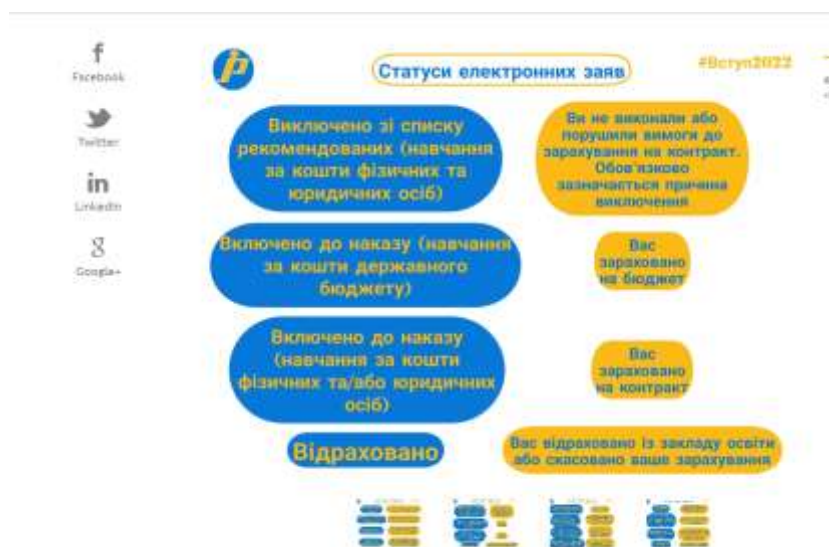 Facebook
Twitter
in
LinkedIn
Google+
Статуси електронних заяв
#Вступ2022
Виключено зі списку
рекомендованих (навчання
за кошти фізичних та
юридичних осіб)
Ви не виконали або
порушили вимоги до
зарахування на контракт.
Обов'язково
зазначається причина
виключення
Включено до наказу (навчання
за кошти державного
бюджету)
Вас
зараховано
на бюджет
Включено до наказу
(навчання за кошти
фізичних та/або юридичних
осіб)
Вас
зараховано
на контракт
Відраховано
Вас відраховано із закладу освіти
або скасовано ваше зарахування